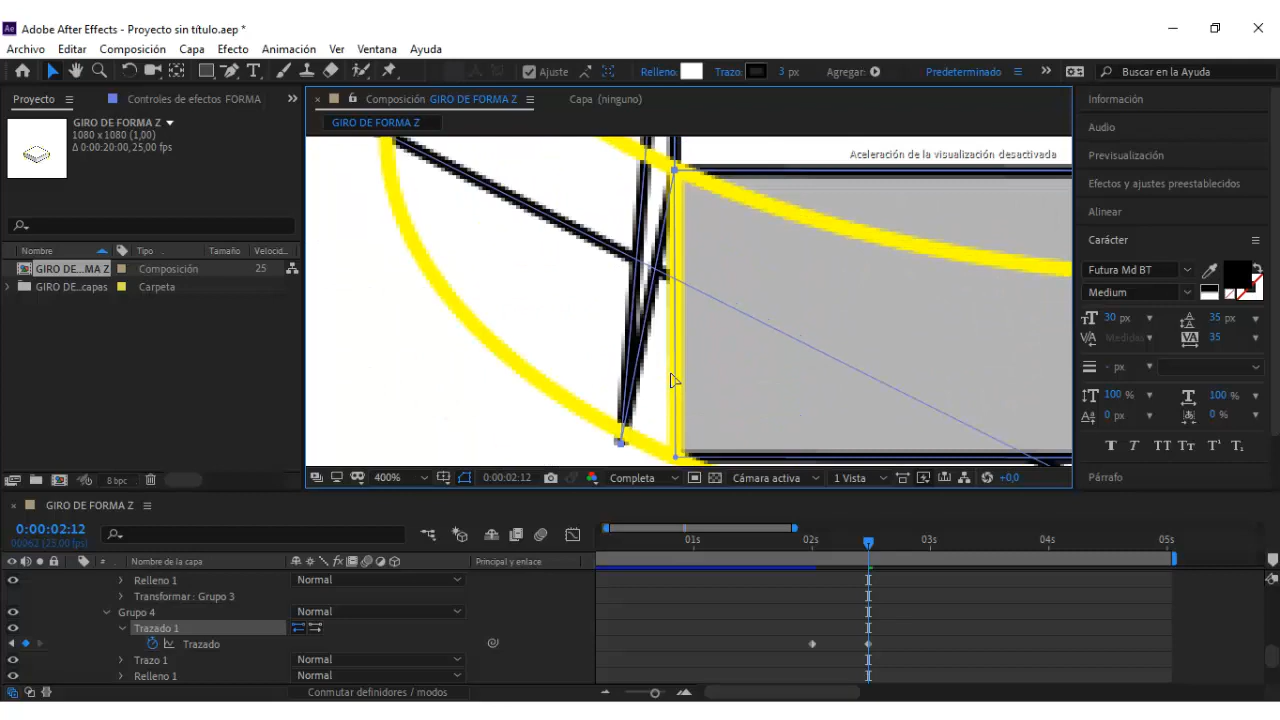 Adobe After Effects - Proyecto sin título.aep *
Archivo Editar Composición Capa Efecto Animación Ver Ventana Ayuda
Ajuste Relleno: Trazo: 3 px Agregar: Predeterminado Buscar en la Ayuda
Proyecto Controles de efectos FORMA
Composición GIRO DE FORMA Z Capa (ninguno)
GIRO DE FORMA Z
GIRO DE FORMA Z
1080 x 1080 (1,00)
Δ 0:00:20:00, 25,00 fps
Aceleración de la visualización desactivada
Nombre Tipo Tamaño Velocid...
GIRO DE...MA Z Composición 25
GIRO DE...capas Carpeta
8 bpc
400% 0:00:02:12 Completa Cámara activa 1 Vista +0,0
Información
Audio
Previsualización
Efectos y ajustes preestablecidos
Alinear
Carácter
Futura Md BT
Medium
30 px 35 px
Medidas 35
- px
100 % 100 %
0 px 0 %
T T TT Tт T¹ T₁
Párrafo
GIRO DE FORMA Z
0:00:02:12
00062 (25.00 fps)
01s 02s 03s 04s 05s
# Nombre de la capa Principal y enlace
Relleno 1 Normal
Transformar: Grupo 3
Grupo 4 Normal
Trazado 1
Trazado
Trazo 1 Normal
Relleno 1 Normal
Conmutar definidores / modos